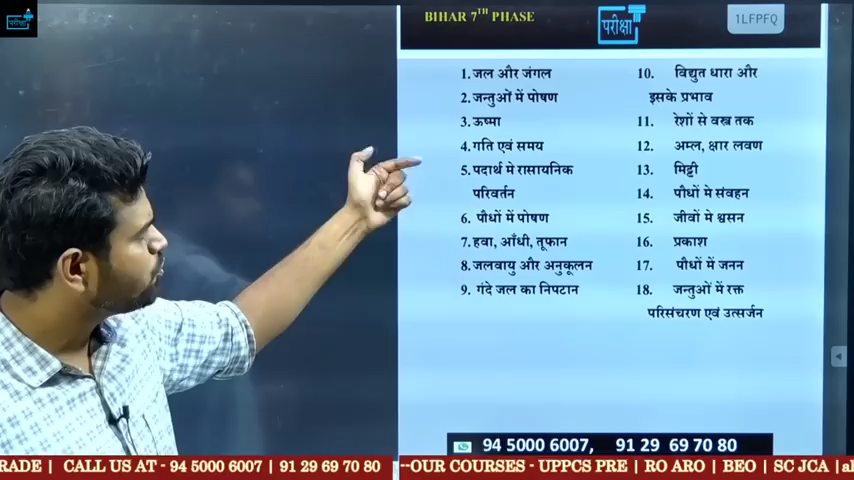 परीक्षा
BIHAR 7TH PHASE
परीक्षा
1LFPFQ
1. जल और जंगल
2. जन्तुओं में पोषण
3. ऊष्मा
4. गति एवं समय
5. पदार्थ मे रासायनिक
परिवर्तन
6. पौधों में पोषण
7. हवा, आँधी, तूफान
8. जलवायु और अनुकूलन
9. गंदे जल का निपटान
10. विद्युत धारा और
इसके प्रभाव
11. रेशों से वस्त्र तक
12. अम्ल, क्षार लवण
13. मिट्टी
14. पौधों मे संवहन
15. जीवों मे श्वसन
16. प्रकाश
17. पौधों में जनन
18. जन्तुओं में रक्त
परिसंचरण एवं उत्सर्जन
94 5000 6007, 91 29 69 70 80
RADE | CALL US AT - 94 5000 6007 | 91 29 69 70 80
--OUR COURSES - UPPCS PRE | RO ARO | BEO | SC JCA |